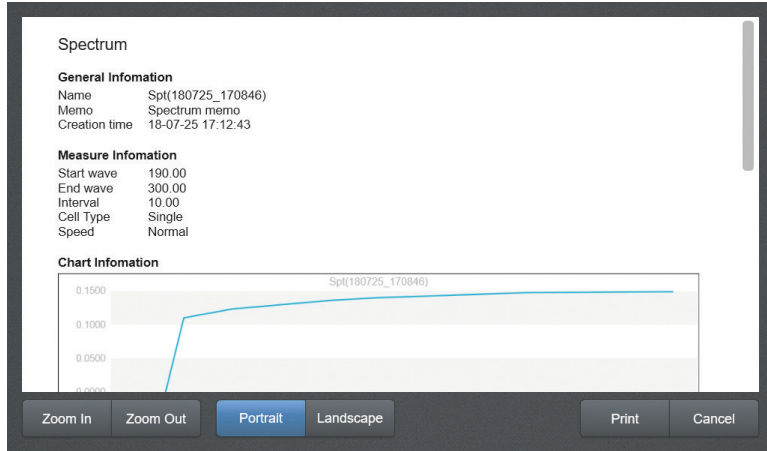 Spectrum
General Infomation
Name Spt(180725_170846)
Memo Spectrum memo
Creation time 18-07-25 17:12:43
Measure Infomation
Start wave 190.00
End wave 300.00
Interval 10.00
Cell Type Single
Speed Normal
Chart Infomation
Spt(180725_170846)
0.1500
0.1000
0.0500
0.0000
Zoom In Zoom Out Portrait Landscape Print Cancel